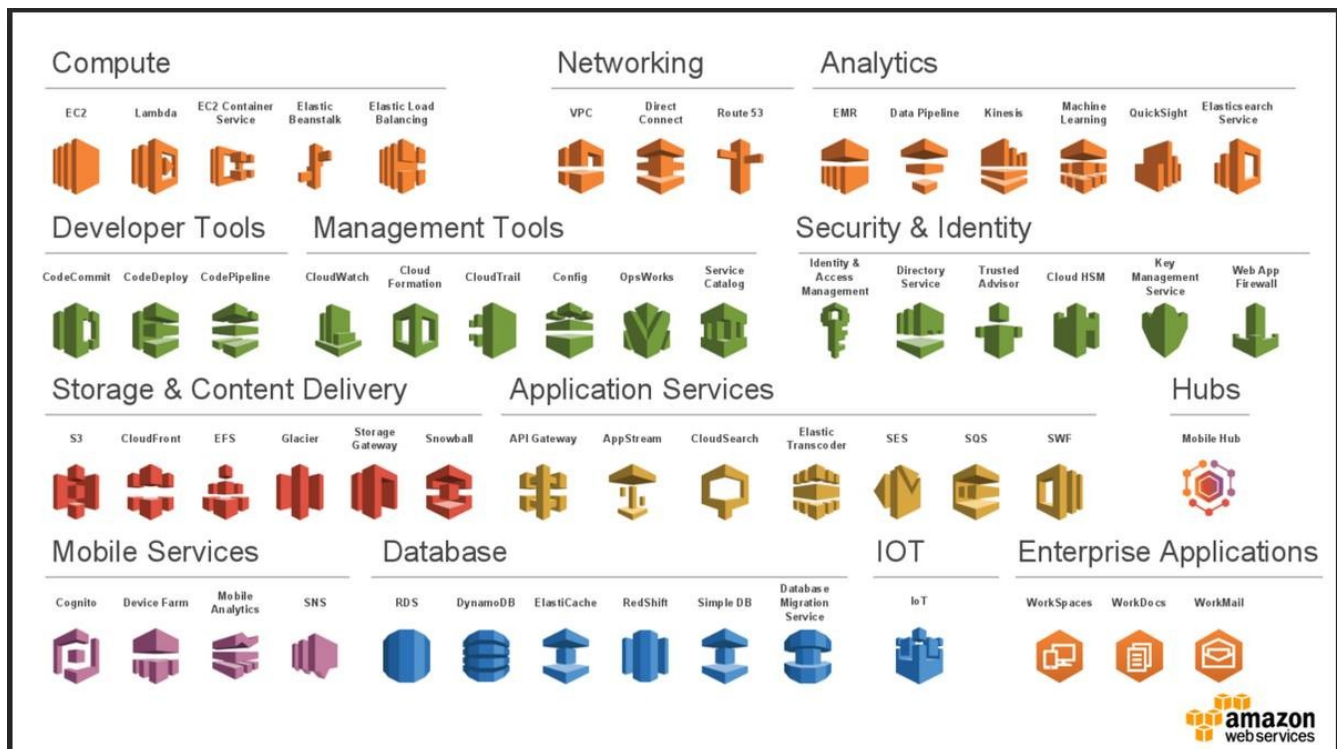 Compute
Networking
Analytics
EC2
Lambda
EC2 Container
Service
Elastic
Beanstalk
Elastic Load
Balancing
VPC
Direct
Connect
Route 53
EMR
Data Pipeline
Kinesis
Machine
Learning
QuickSight
Elasticsearch
Service
Developer Tools
Management Tools
Security & Identity
CodeCommit
CodeDeploy
CodePipeline
CloudWatch
Cloud
Formation
CloudTrail
Config
OpsWorks
Service
Catalog
Identity &
Access
Management
Directory
Service
Trusted
Advisor
Cloud HSM
Key
Management
Service
Web App
Firewall
Storage & Content Delivery
Application Services
Hubs
S3
CloudFront
EFS
Glacier
Storage
Gateway
Snowball
API Gateway
AppStream
CloudSearch
Elastic
Transcoder
SES
SQS
SWF
Mobile Hub
Mobile Services
Database
IOT
Enterprise Applications
Cognito
Device Farm
Mobile
Analytics
SNS
RDS
DynamoDB
ElastiCache
RedShift
Simple DB
Database
Migration
Service
IoT
WorkSpaces
WorkDocs
WorkMail
amazon
web services